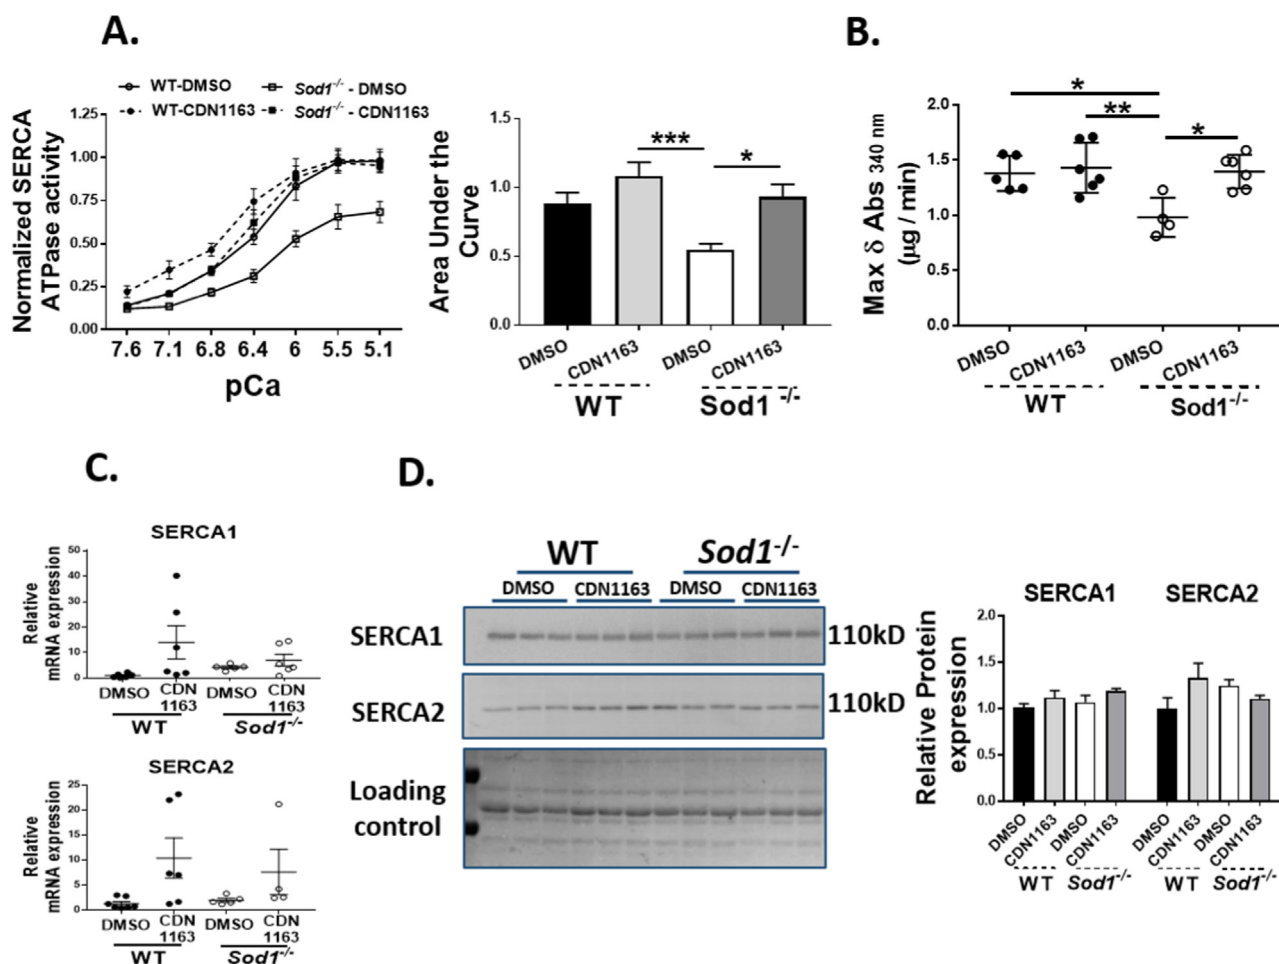 A.
WT-DMSO
Sod1-/- - DMSO
WT-CDN1163
Sod1-/- - CDN1163
Normalized SERCA
ATPase activity
1.25
1.00
0.75
0.50
0.25
0.00
7.6 7.1 6.8 6.4 6 5.5 5.1
pCa
Area Under the
Curve
1.5
1.0
0.5
0.0
***
*
DMSO CDN1163 DMSO CDN1163
WT Sod1 -/-
B.
Max δ Abs 340 nm
(μg / min)
2.0
1.5
1.0
0.5
0.0
*
**
*
DMSO CDN1163 DMSO CDN1163
WT Sod1-/-
C.
SERCA1
Relative
mRNA expression
50
40
30
20
10
0
DMSO CDN 1163 DMSO CDN 1163
WT Sod1-/-
SERCA2
Relative
mRNA expression
25
20
15
10
5
0
DMSO CDN 1163 DMSO CDN 1163
WT Sod1-/-
D.
WT Sod1-/-
DMSO CDN1163 DMSO CDN1163
SERCA1 110kD
SERCA2 110kD
Loading
control
SERCA1 SERCA2
Relative Protein
expression
2.0
1.5
1.0
0.5
0.0
DMSO CDN1163 DMSO CDN1163 DMSO CDN1163 DMSO CDN1163
WT Sod1-/- WT Sod1-/-